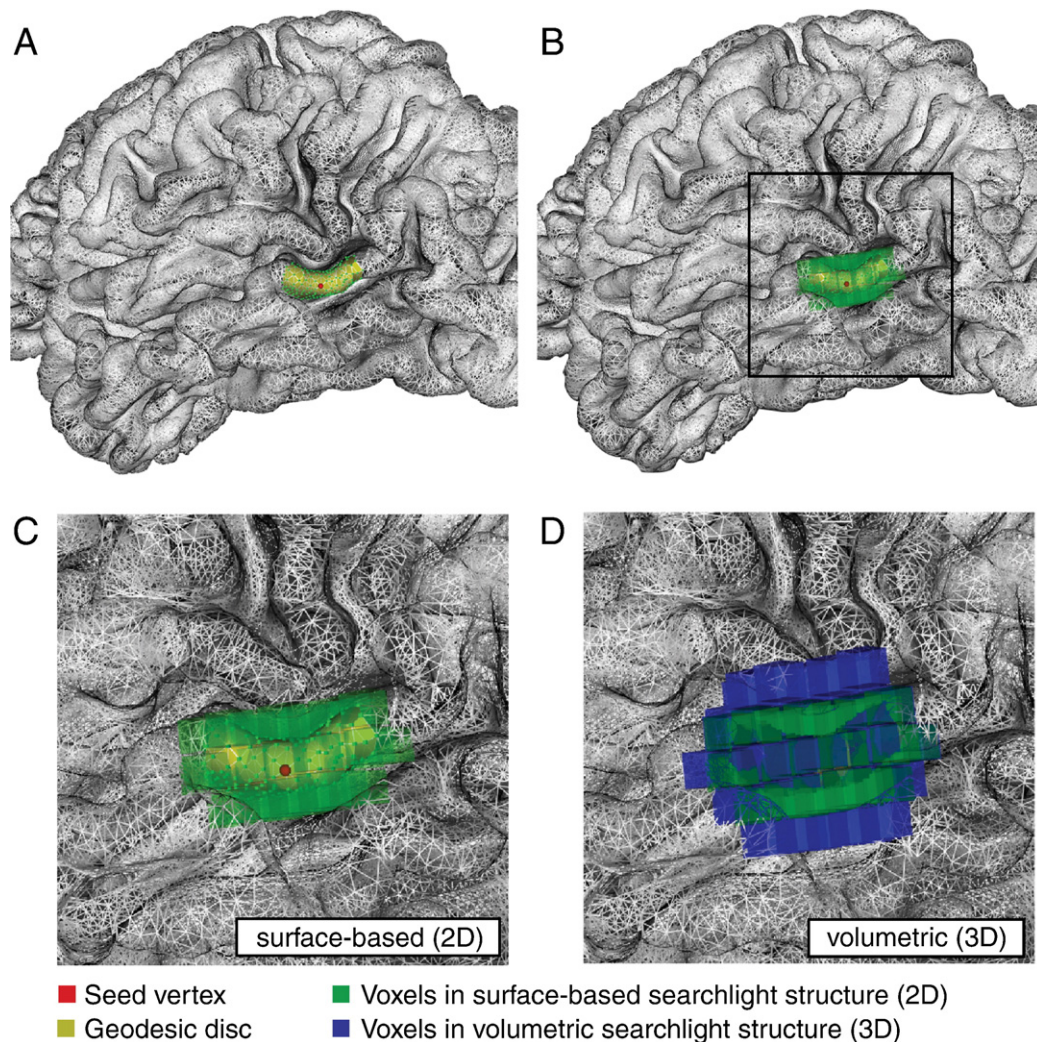 A
B
C
D
surface-based (2D)
volumetric (3D)
Seed vertex
Voxels in surface-based searchlight structure (2D)
Geodesic disc
Voxels in volumetric searchlight structure (3D)